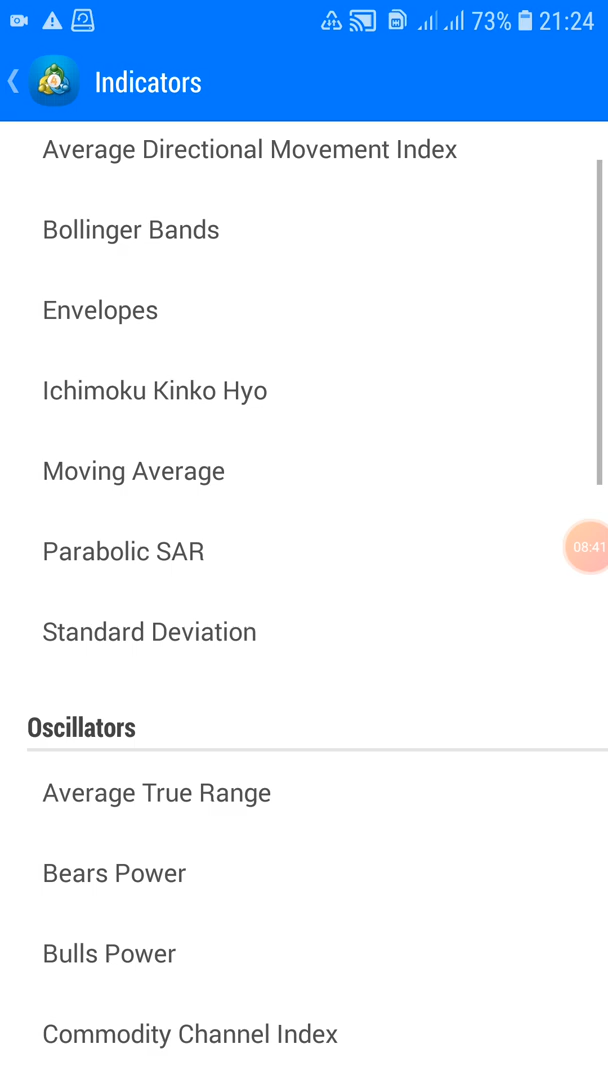 73% 21:24
Indicators
Average Directional Movement Index
Bollinger Bands
Envelopes
Ichimoku Kinko Hyo
Moving Average
Parabolic SAR
08:41
Standard Deviation
Oscillators
Average True Range
Bears Power
Bulls Power
Commodity Channel Index